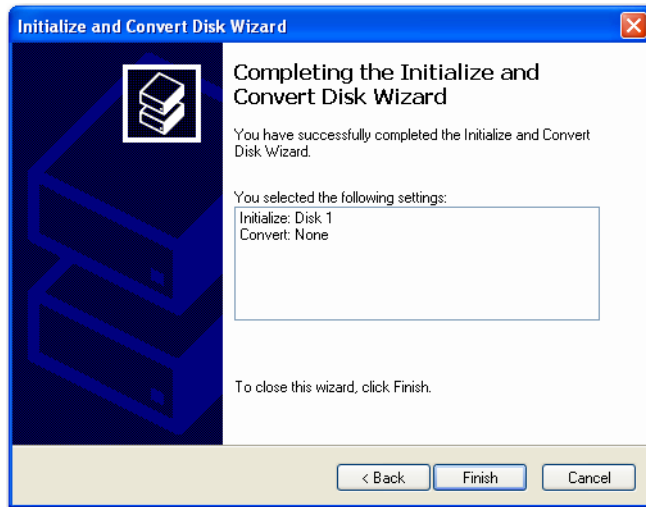 Initialize and Convert Disk Wizard
Completing the Initialize and
Convert Disk Wizard
You have successfully completed the Initialize and Convert
Disk Wizard.
You selected the following settings:
Initialize: Disk 1
Convert: None
To close this wizard, click Finish.
< Back
Finish
Cancel